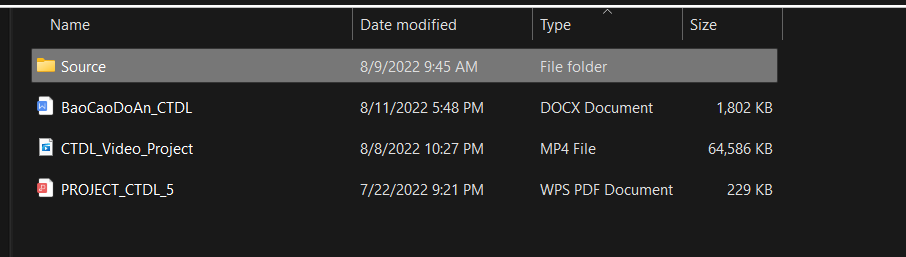 Name Date modified Type Size
Source 8/9/2022 9:45 AM File folder
BaoCaoDoAn_CTDL 8/11/2022 5:48 PM DOCX Document 1,802 KB
CTDL_Video_Project 8/8/2022 10:27 PM MP4 File 64,586 KB
PROJECT_CTDL_5 7/22/2022 9:21 PM WPS PDF Document 229 KB